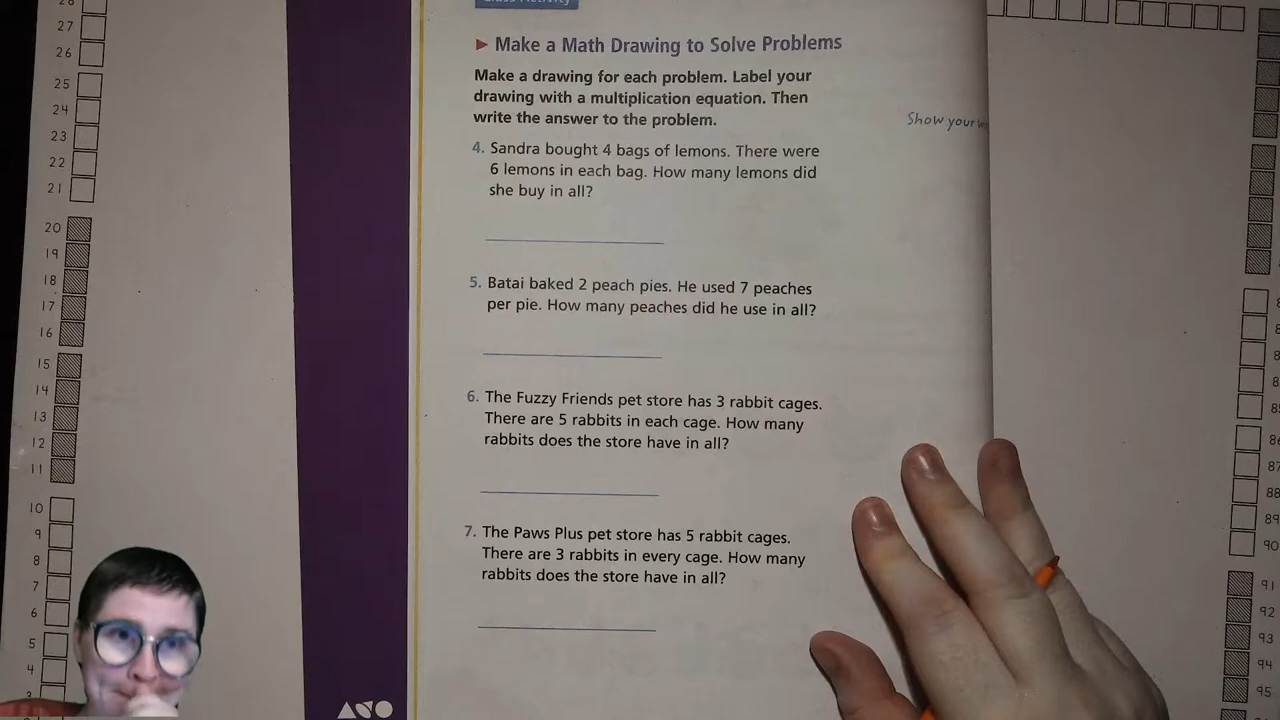 Class Activity
Make a Math Drawing to Solve Problems
Make a drawing for each problem. Label your
drawing with a multiplication equation. Then
write the answer to the problem.
Show your
4. Sandra bought 4 bags of lemons. There were
6 lemons in each bag. How many lemons did
she buy in all?
5. Batai baked 2 peach pies. He used 7 peaches
per pie. How many peaches did he use in all?
6. The Fuzzy Friends pet store has 3 rabbit cages.
There are 5 rabbits in each cage. How many
rabbits does the store have in all?
7. The Paws Plus pet store has 5 rabbit cages.
There are 3 rabbits in every cage. How many
rabbits does the store have in all?
27
26
25
24
23
22
21
20
19
18
17
16
15
14
13
12
11
10
9
8
7
6
5
4
86
87
88
89
90
91
92
93
94
95